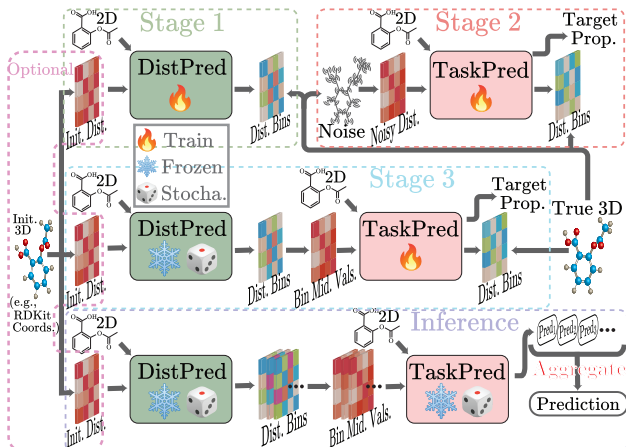 Stage 1
Stage 2
2D
2D
Target
Prop.
Optional
DistPred
TaskPred
Init. Dist.
Dist. Bins
Noise
Noisy Dist.
Dist. Bins
Train
Frozen
Stocha.
2D
Stage 3
2D
Target
Prop.
True 3D
Init.
3D
DistPred
TaskPred
(e.g.,
RDKit
Coords.)
Init. Dist.
Dist. Bins
Bin Mid. Vals.
Dist. Bins
2D
2D
Inference
Pred1 Pred2 Pred3 ...
DistPred
TaskPred
Aggregate
Prediction
Init. Dist.
Dist. Bins
Bin Mid. Vals.